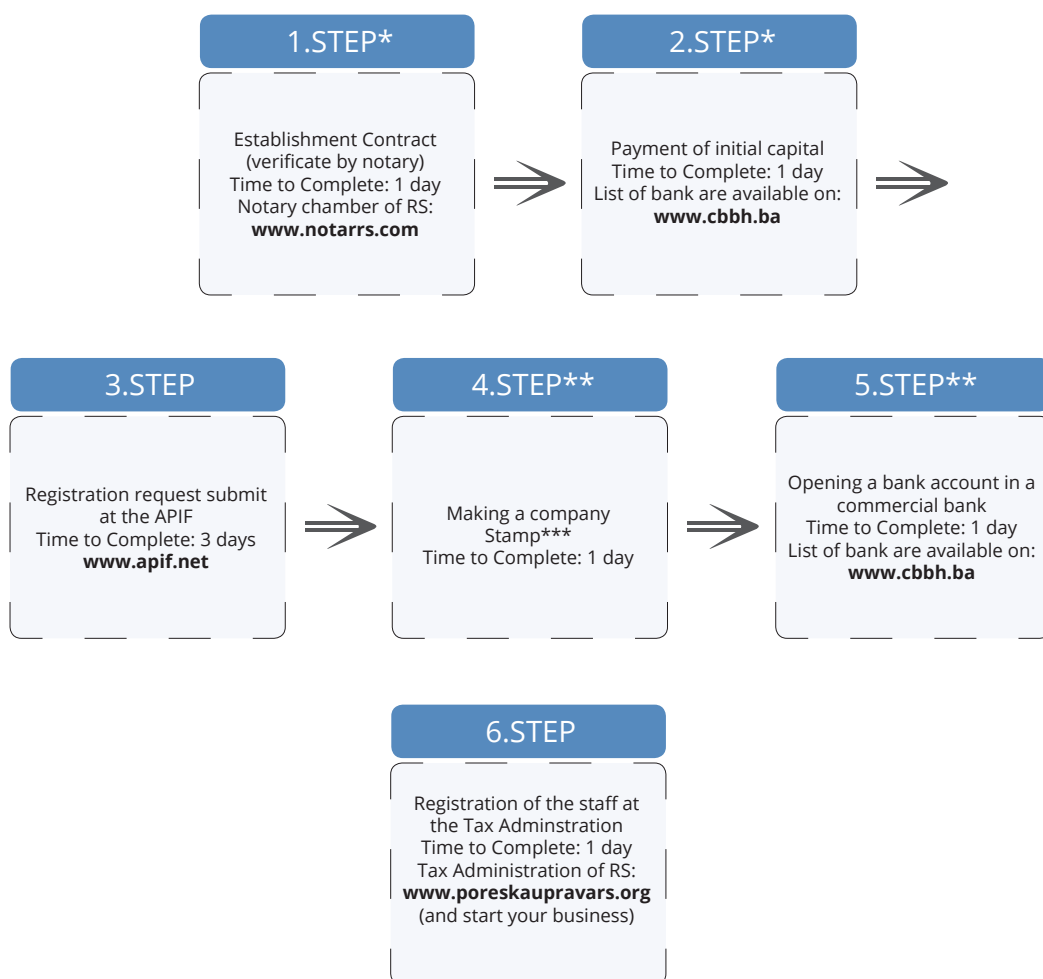 1.STEP*
Establishment Contract
(verificate by notary)
Time to Complete: 1 day
Notary chamber of RS:
www.notarrs.com
2.STEP*
Payment of initial capital
Time to Complete: 1 day
List of bank are available on:
www.cbbh.ba
3.STEP
Registration request submit
at the APIF
Time to Complete: 3 days
www.apif.net
4.STEP**
Making a company
Stamp***
Time to Complete: 1 day
5.STEP**
Opening a bank account in a
commercial bank
Time to Complete: 1 day
List of bank are available on:
www.cbbh.ba
6.STEP
Registration of the staff at
the Tax Adminstration
Time to Complete: 1 day
Tax Administration of RS:
www.poreskaupravars.org
(and start your business)